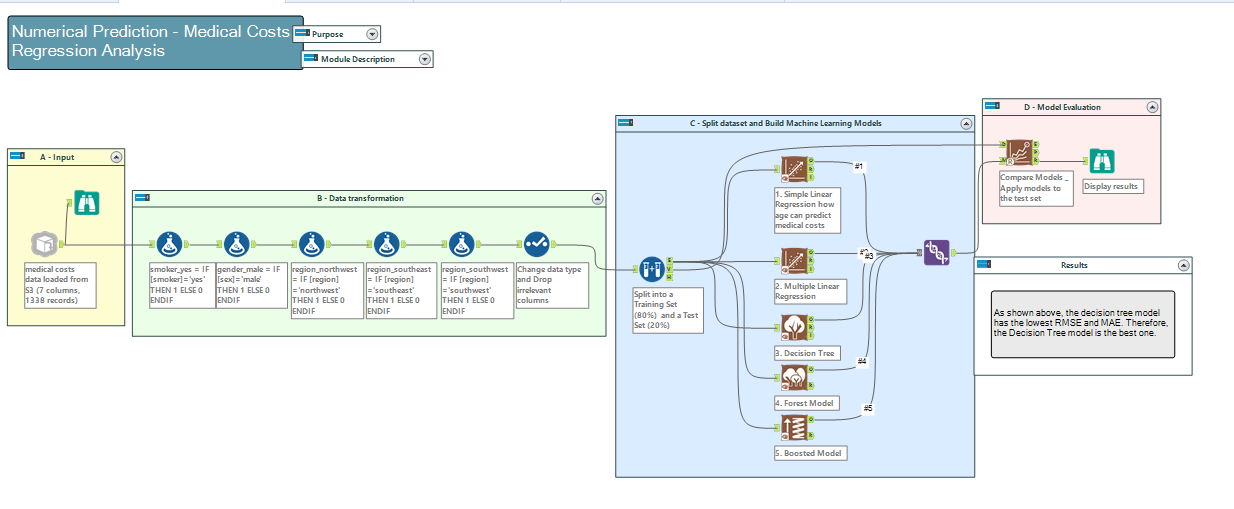 Numerical Prediction - Medical Costs
Regression Analysis
Purpose
Module Description
A - Input
medical costs
data loaded from
S3 (7 columns,
1338 records)
B - Data transformation
smoker_yes = IF
[smoker]='yes'
THEN 1 ELSE 0
ENDIF
gender_male = IF
[sex]= 'male'
THEN 1 ELSE 0
ENDIF
region_northwest
= IF [region]
= 'northwest'
THEN 1 ELSE 0
ENDIF
region_southeast
= IF [region]
= 'southeast'
THEN 1 ELSE 0
ENDIF
region_southwest
= IF [region]
= 'southwest'
THEN 1 ELSE 0
ENDIF
Change data type
and Drop
irrelevant
columns
C - Split dataset and Build Machine Learning Models
Split into a
Training Set
(80%) and a Test
Set (20%)
E
V
H
O
R
I
#1
1. Simple Linear
Regression how
age can predict
medical costs
O
R
I
#2
#3
2. Multiple Linear
Regression
O
R
I
3. Decision Tree
#4
O
R
4. Forest Model
#5
O
R
5. Boosted Model
D - Model Evaluation
D
M
E
P
R
Compare Models _
Apply models to
the test set
Display results
Results
As shown above, the decision tree model
has the lowest RMSE and MAE. Therefore,
the Decision Tree model is the best one.